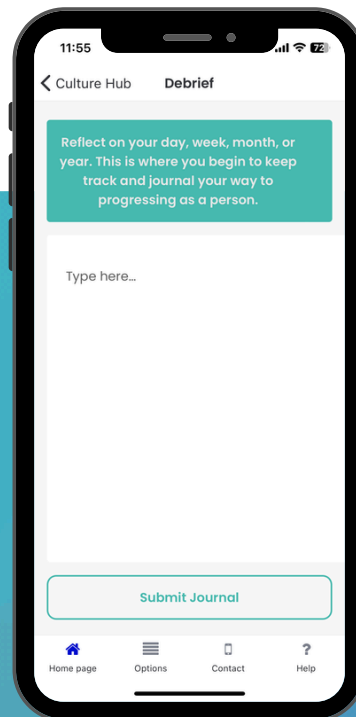 11:55
72
Culture Hub Debrief
Reflect on your day, week, month, or
year. This is where you begin to keep
track and journal your way to
progressing as a person.
Type here...
Submit Journal
Home page Options Contact Help